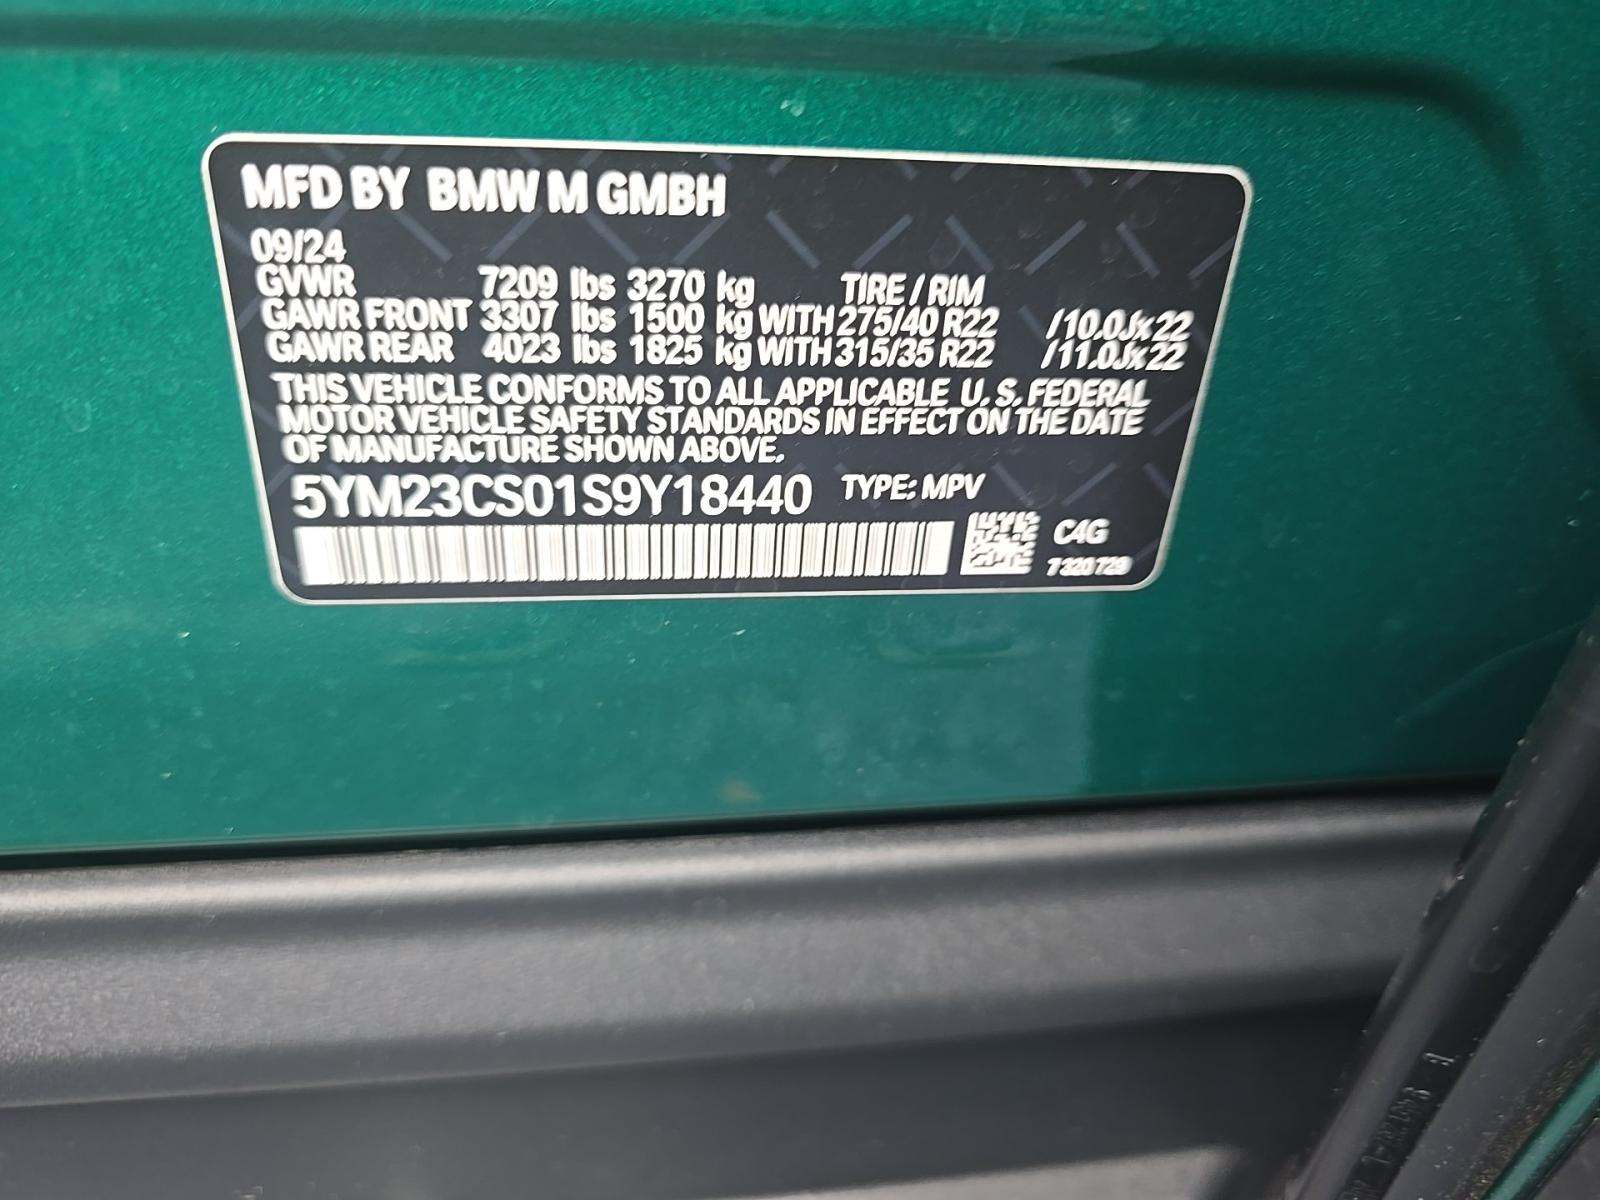 MFD BY BMW M GMBH
09/24
GVWR 7209 lbs 3270 kg TIRE / RIM
GAWR FRONT 3307 lbs 1500 kg WITH 275/40 R22 /10.0Jx22
GAWR REAR 4023 lbs 1825 kg WITH 315/35 R22 /11.0Jx22
THIS VEHICLE CONFORMS TO ALL APPLICABLE U.S. FEDERAL
MOTOR VEHICLE SAFETY STANDARDS IN EFFECT ON THE DATE
OF MANUFACTURE SHOWN ABOVE.
5YM23CS01S9Y18440 TYPE: MPV
C4G
7320729